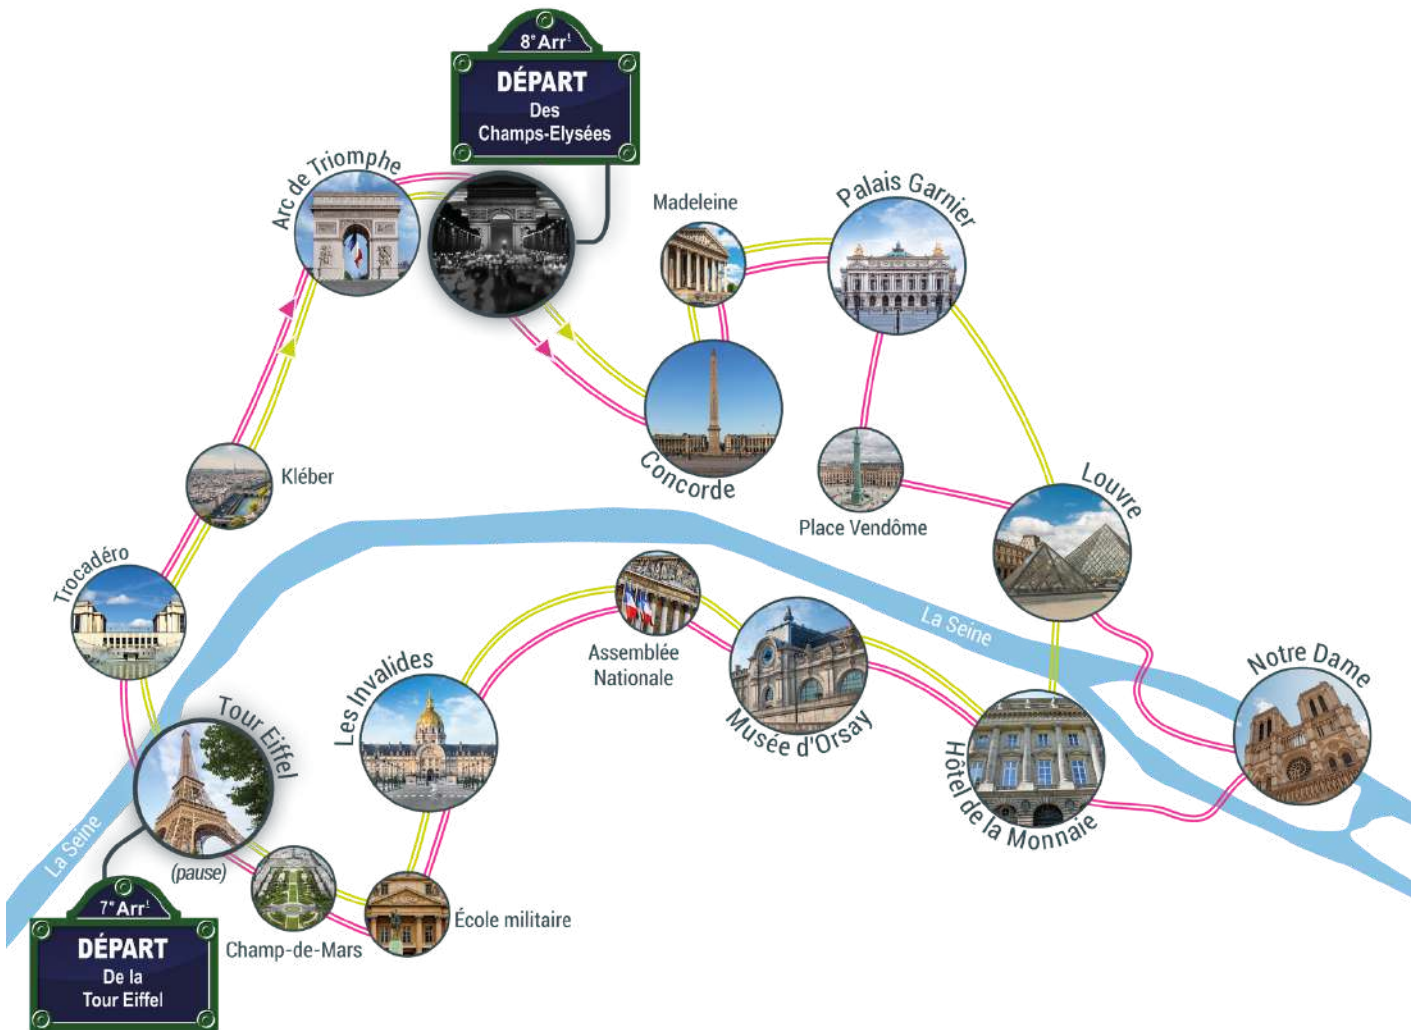 8e Arrt
DÉPART
Des
Champs-Elysées
Arc de Triomphe
Madeleine
Palais Garnier
Kléber
Concorde
Louvre
Place Vendôme
Trocadéro
La Seine
Assemblée
Nationale
Les Invalides
Notre Dame
Tour Eiffel
Musée d'Orsay
Hôtel de la Monnaie
La Seine
(pause)
École militaire
Champ-de-Mars
7e Arrt
DÉPART
De la
Tour Eiffel